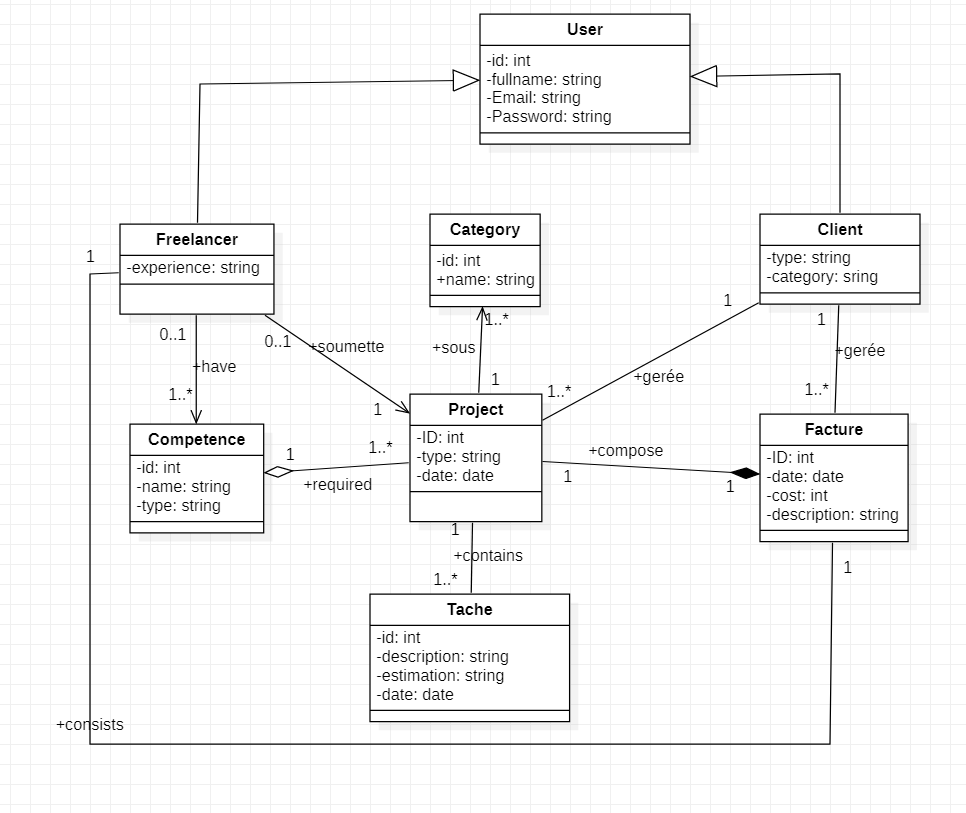 User
-id: int
-fullname: string
-Email: string
-Password: string
Freelancer
-experience: string
Category
-id: int
+name: string
Client
-type: string
-category: sring
1
0..1
+have
1..*
0..1
+soumette
1
1..*
+sous
1
1
+gerée
1..*
1
+gerée
1..*
Competence
-id: int
-name: string
-type: string
1
+required
1..*
Project
-ID: int
-type: string
-date: date
+compose
1
1
Facture
-ID: int
-date: date
-cost: int
-description: string
1
+contains
1..*
1
Tache
-id: int
-description: string
-estimation: string
-date: date
+consists